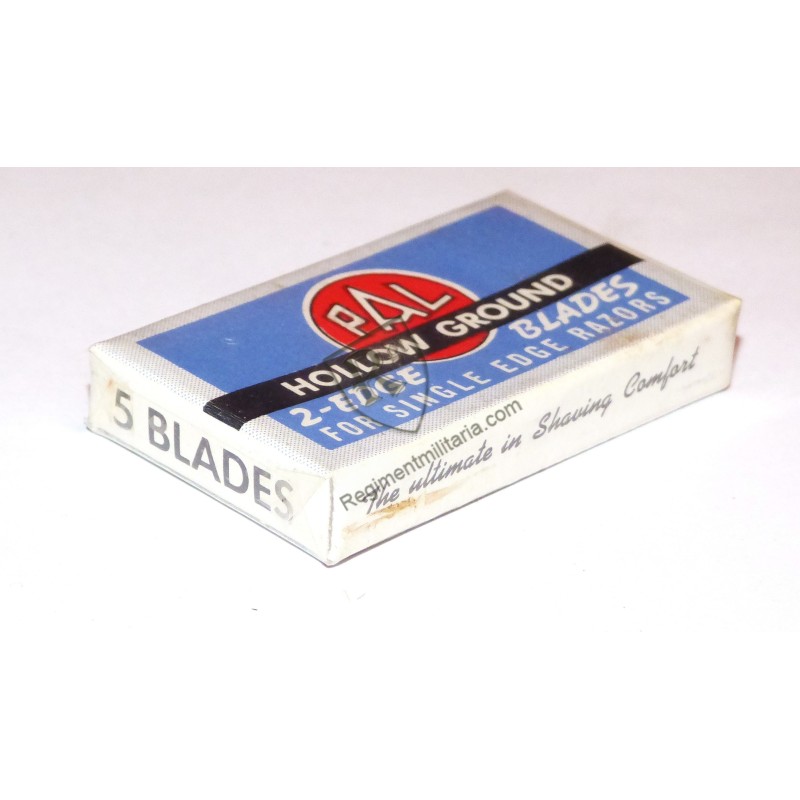 PAL
HOLLOW GROUND
2-EDGE BLADES
FOR SINGLE EDGE RAZORS
5 BLADES
The ultimate in Shaving Comfort
Regimentmilitaria.com